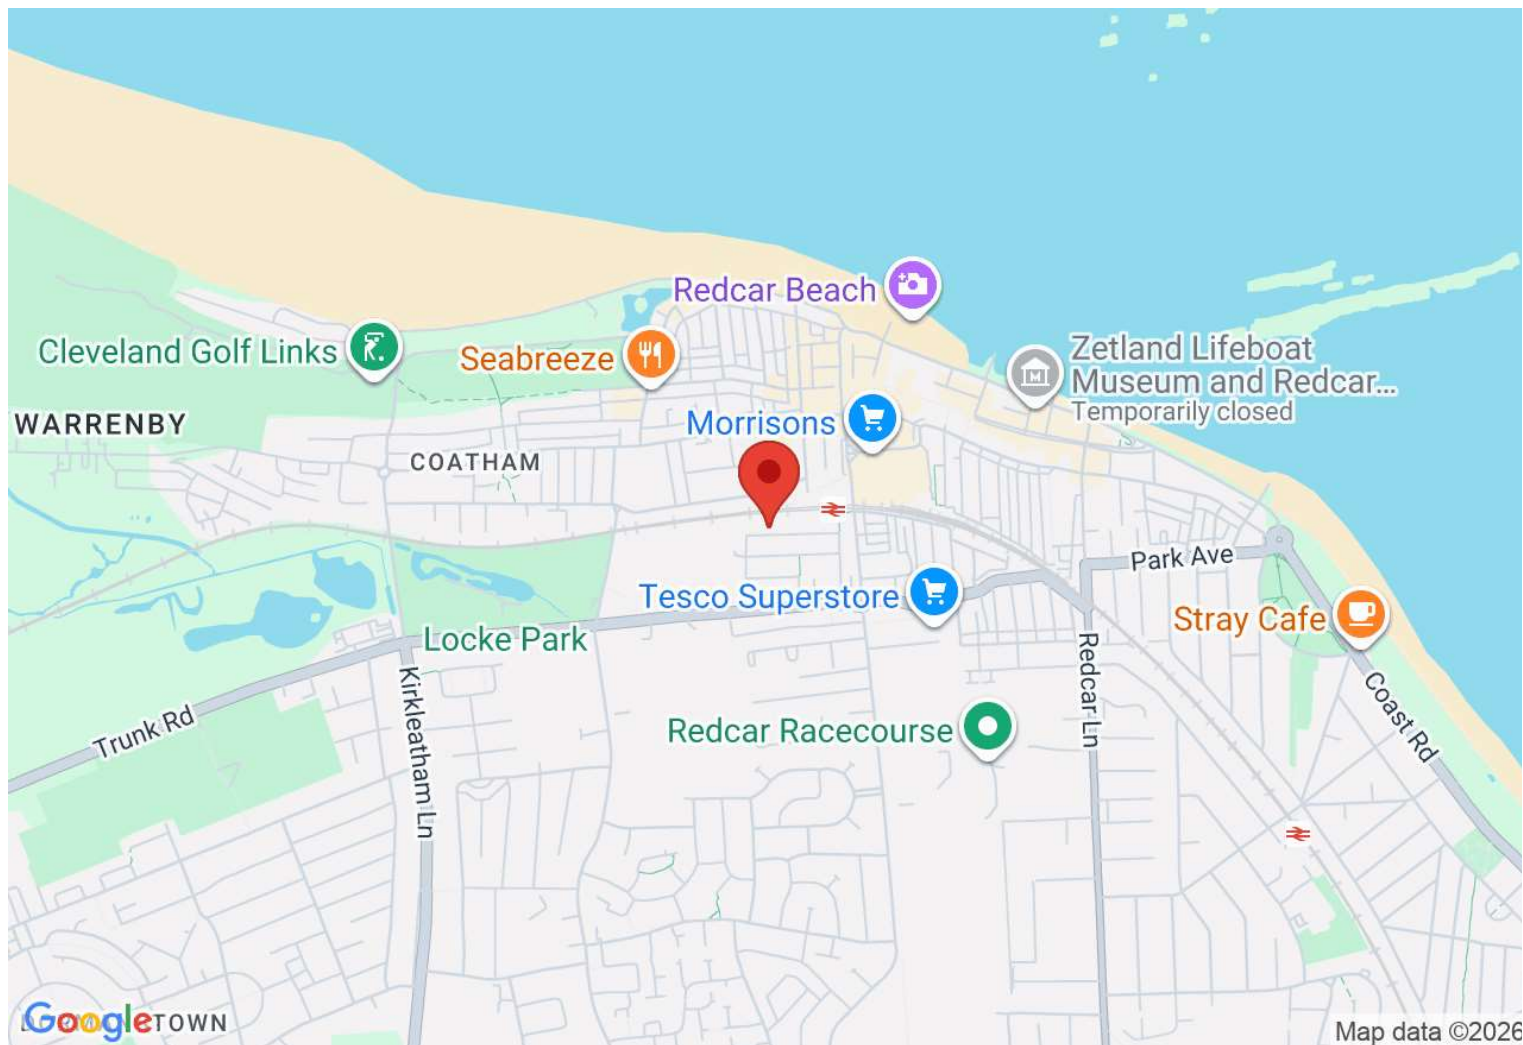 Redcar Beach
Cleveland Golf Links
Seabreeze
Zetland Lifeboat
Museum and Redcar...
Temporarily closed
WARRENBY
Morrisons
COATHAM
Park Ave
Tesco Superstore
Stray Cafe
Locke Park
Redcar Ln
Kirkleatham Ln
Trunk Rd
Coast Rd
Redcar Racecourse
Google
TOWN
Map data ©2026